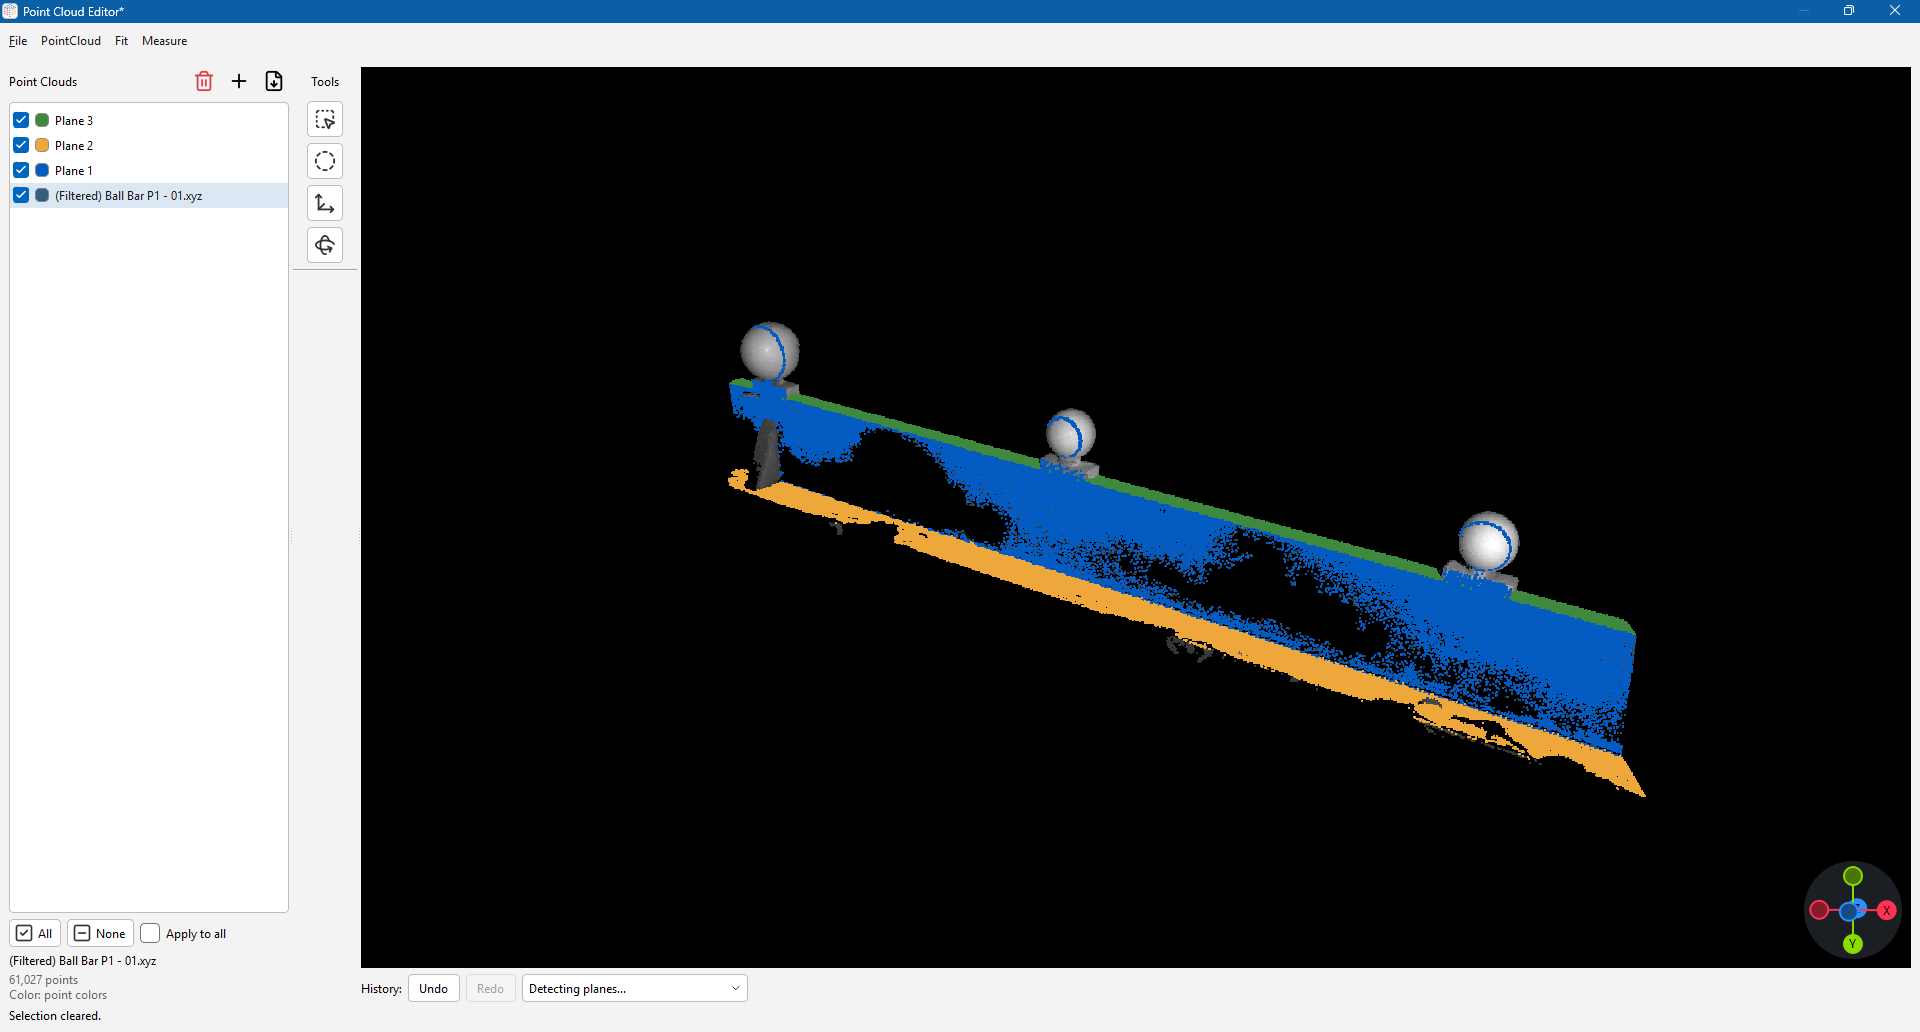 Point Cloud Editor*
File PointCloud Fit Measure
Point Clouds
Tools
Plane 3
Plane 2
Plane 1
(Filtered) Ball Bar P1 - 01.xyz
All None Apply to all
(Filtered) Ball Bar P1 - 01.xyz
61,027 points
Color: point colors
Selection cleared.
History: Undo Redo Detecting planes...
X
Y